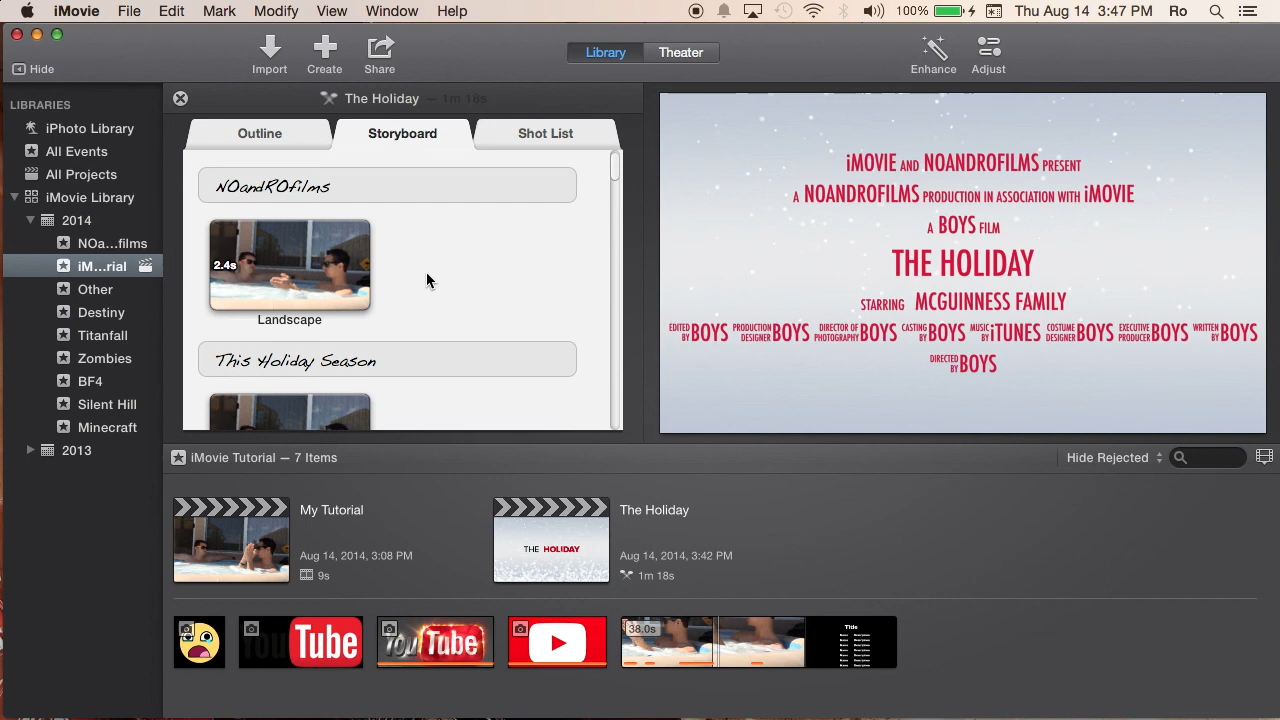 iMovie File Edit Mark Modify View Window Help 100% Thu Aug 14 3:47 PM Ro
Hide
Import Create Share
Library Theater
Enhance Adjust
LIBRARIES
iPhoto Library
All Events
All Projects
iMovie Library
2014
NOa...films
iM...rial
Other
Destiny
Titanfall
Zombies
BF4
Silent Hill
Minecraft
2013
The Holiday — 1m 18s
Outline Storyboard Shot List
NOandROfilms
2.4s
Landscape
This Holiday Season
iMOVIE AND NOANDROFILMS PRESENT
A NOANDROFILMS PRODUCTION IN ASSOCIATION WITH iMOVIE
A BOYS FILM
THE HOLIDAY
STARRING MCGUINNESS FAMILY
EDITED BY BOYS PRODUCTION DESIGNER BOYS DIRECTOR OF PHOTOGRAPHY BOYS CASTING BY BOYS MUSIC BY iTUNES COSTUME DESIGNER BOYS EXECUTIVE PRODUCER BOYS WRITTEN BY BOYS
DIRECTED BY BOYS
iMovie Tutorial — 7 Items
Hide Rejected
My Tutorial
Aug 14, 2014, 3:08 PM
9s
THE HOLIDAY
The Holiday
Aug 14, 2014, 3:42 PM
1m 18s
You Tube
You Tube
38.0s
Title